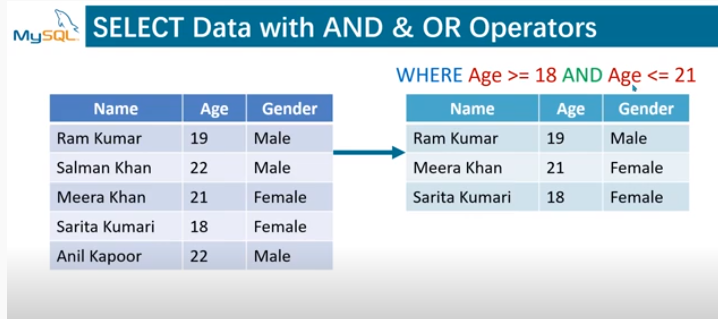 MySQL
SELECT Data with AND & OR Operators
WHERE Age >= 18 AND Age <= 21
Name Age Gender
Ram Kumar 19 Male
Salman Khan 22 Male
Meera Khan 21 Female
Sarita Kumari 18 Female
Anil Kapoor 22 Male
Name Age Gender
Ram Kumar 19 Male
Meera Khan 21 Female
Sarita Kumari 18 Female